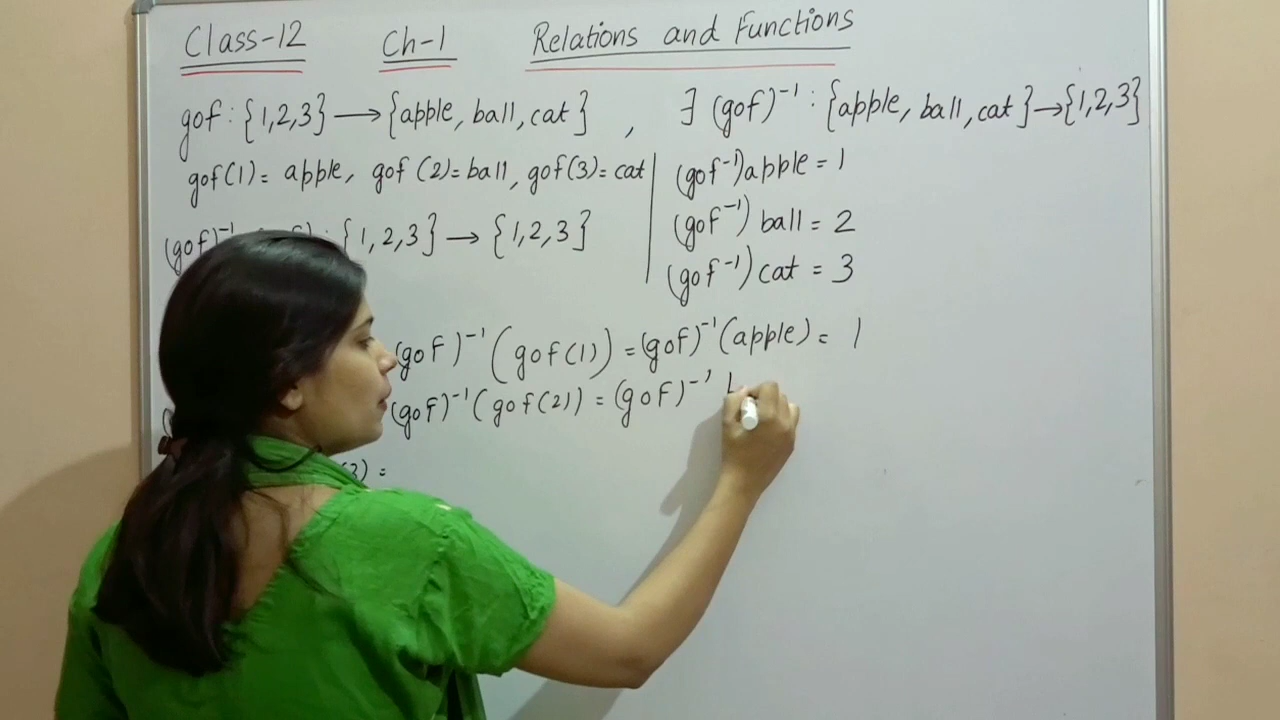 Class-12 Ch-1 Relations and Functions
gof : {1,2,3} → {apple, ball, cat} , ∃ (gof)⁻¹ : {apple, ball, cat} → {1,2,3}
gof(1) = apple, gof(2) = ball, gof(3) = cat
(gof⁻¹) apple = 1
(gof⁻¹) ball = 2
(gof⁻¹) cat = 3
(gof)⁻¹ : {1,2,3} → {1,2,3}
(gof)⁻¹ (gof(1)) = (gof)⁻¹ (apple) = 1
(gof)⁻¹ (gof(2)) = (gof)⁻¹
(3) =